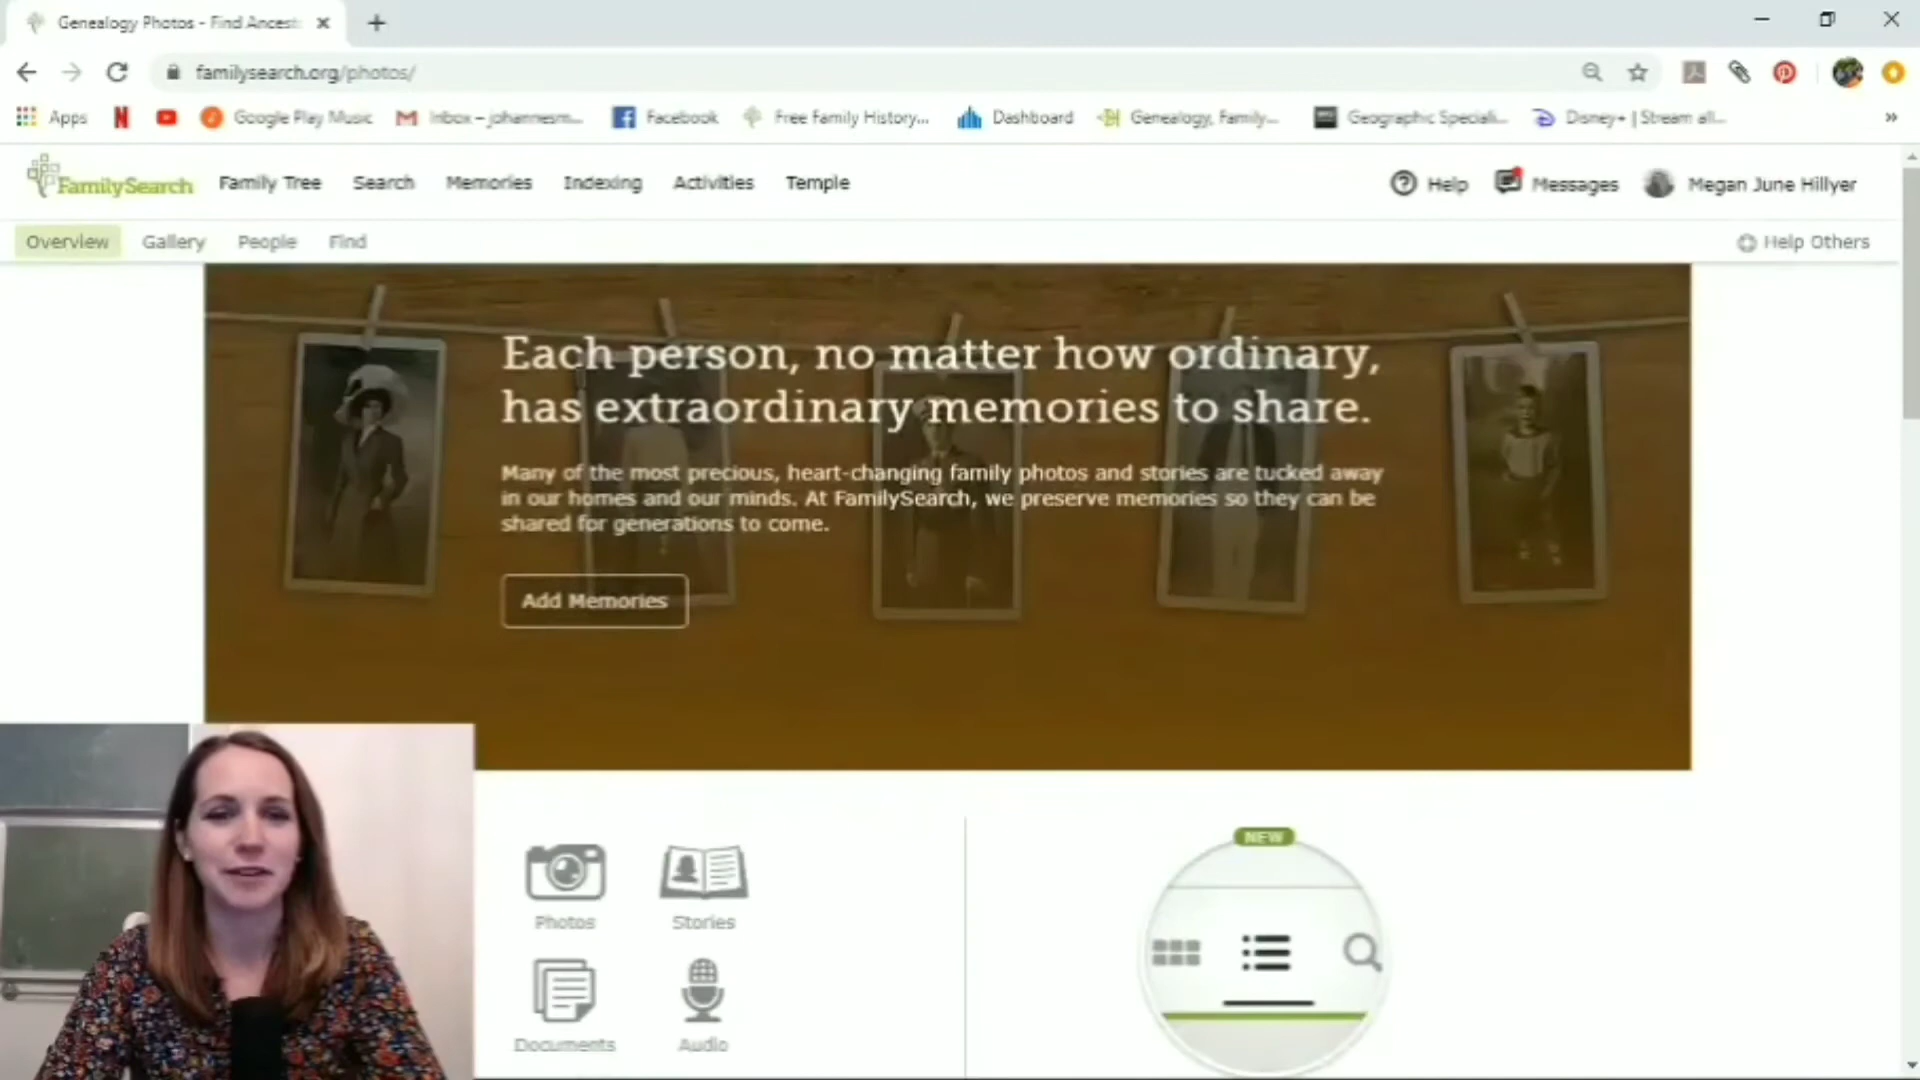 Genealogy Photos - Find Ancest
familysearch.org/photos/
Apps
Google Play Music
Inbox – johannesm...
Facebook
Free Family History...
Dashboard
Genealogy, Family...
Geographic Speciali...
Disney+ | Stream all...
»
FamilySearch
Family Tree
Search
Memories
Indexing
Activities
Temple
Help
Messages
Megan June Hillyer
Overview
Gallery
People
Find
Help Others
Each person, no matter how ordinary,
has extraordinary memories to share.
Many of the most precious, heart-changing family photos and stories are tucked away
in our homes and our minds. At FamilySearch, we preserve memories so they can be
shared for generations to come.
Add Memories
NEW
Photos
Stories
Documents
Audio